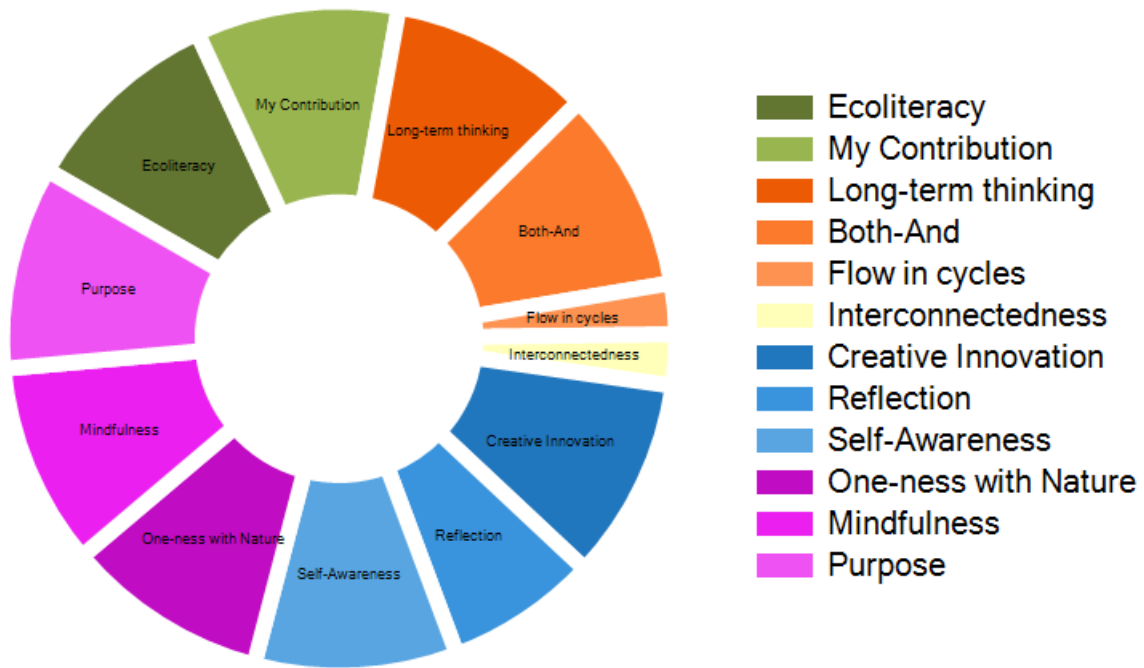 My Contribution
Long-term thinking
Ecoliteracy
Both-And
Purpose
Flow in cycles
Interconnectedness
Mindfulness
Creative Innovation
One-ness with Nature
Reflection
Self-Awareness
Ecoliteracy
My Contribution
Long-term thinking
Both-And
Flow in cycles
Interconnectedness
Creative Innovation
Reflection
Self-Awareness
One-ness with Nature
Mindfulness
Purpose